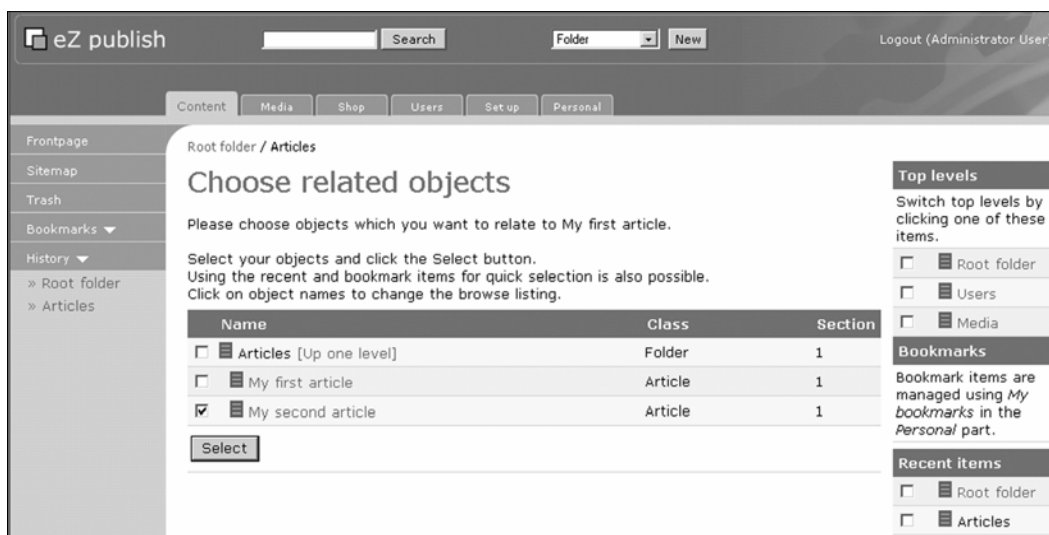 eZ publish
Search
Folder
New
Logout (Administrator User
Content
Media
Shop
Users
Set up
Personal
Frontpage
Sitemap
Trash
Bookmarks
History
» Root folder
» Articles
Root folder / Articles
Choose related objects
Please choose objects which you want to relate to My first article.
Select your objects and click the Select button.
Using the recent and bookmark items for quick selection is also possible.
Click on object names to change the browse listing.
Name Class Section
Articles [Up one level] Folder 1
My first article Article 1
My second article Article 1
Select
Top levels
Switch top levels by
clicking one of these
items.
Root folder
Users
Media
Bookmarks
Bookmark items are
managed using My
bookmarks in the
Personal part.
Recent items
Root folder
Articles